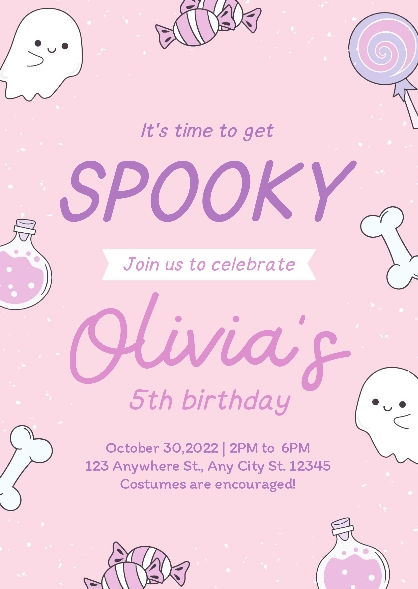 It's time to get
SPOOKY
Join us to celebrate
Olivia's
5th birthday
October 30,2022 | 2PM to 6PM
123 Anywhere St., Any City St. 12345
Costumes are encouraged!